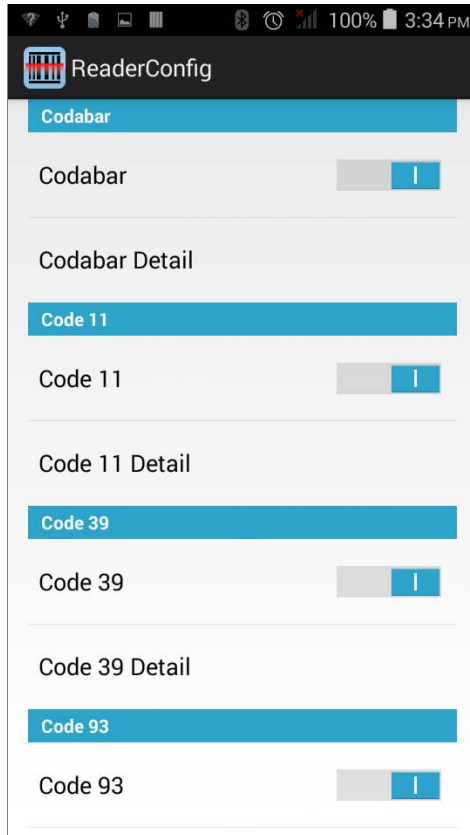 100% 3:34 PM
ReaderConfig
Codabar
Codabar
Codabar Detail
Code 11
Code 11
Code 11 Detail
Code 39
Code 39
Code 39 Detail
Code 93
Code 93